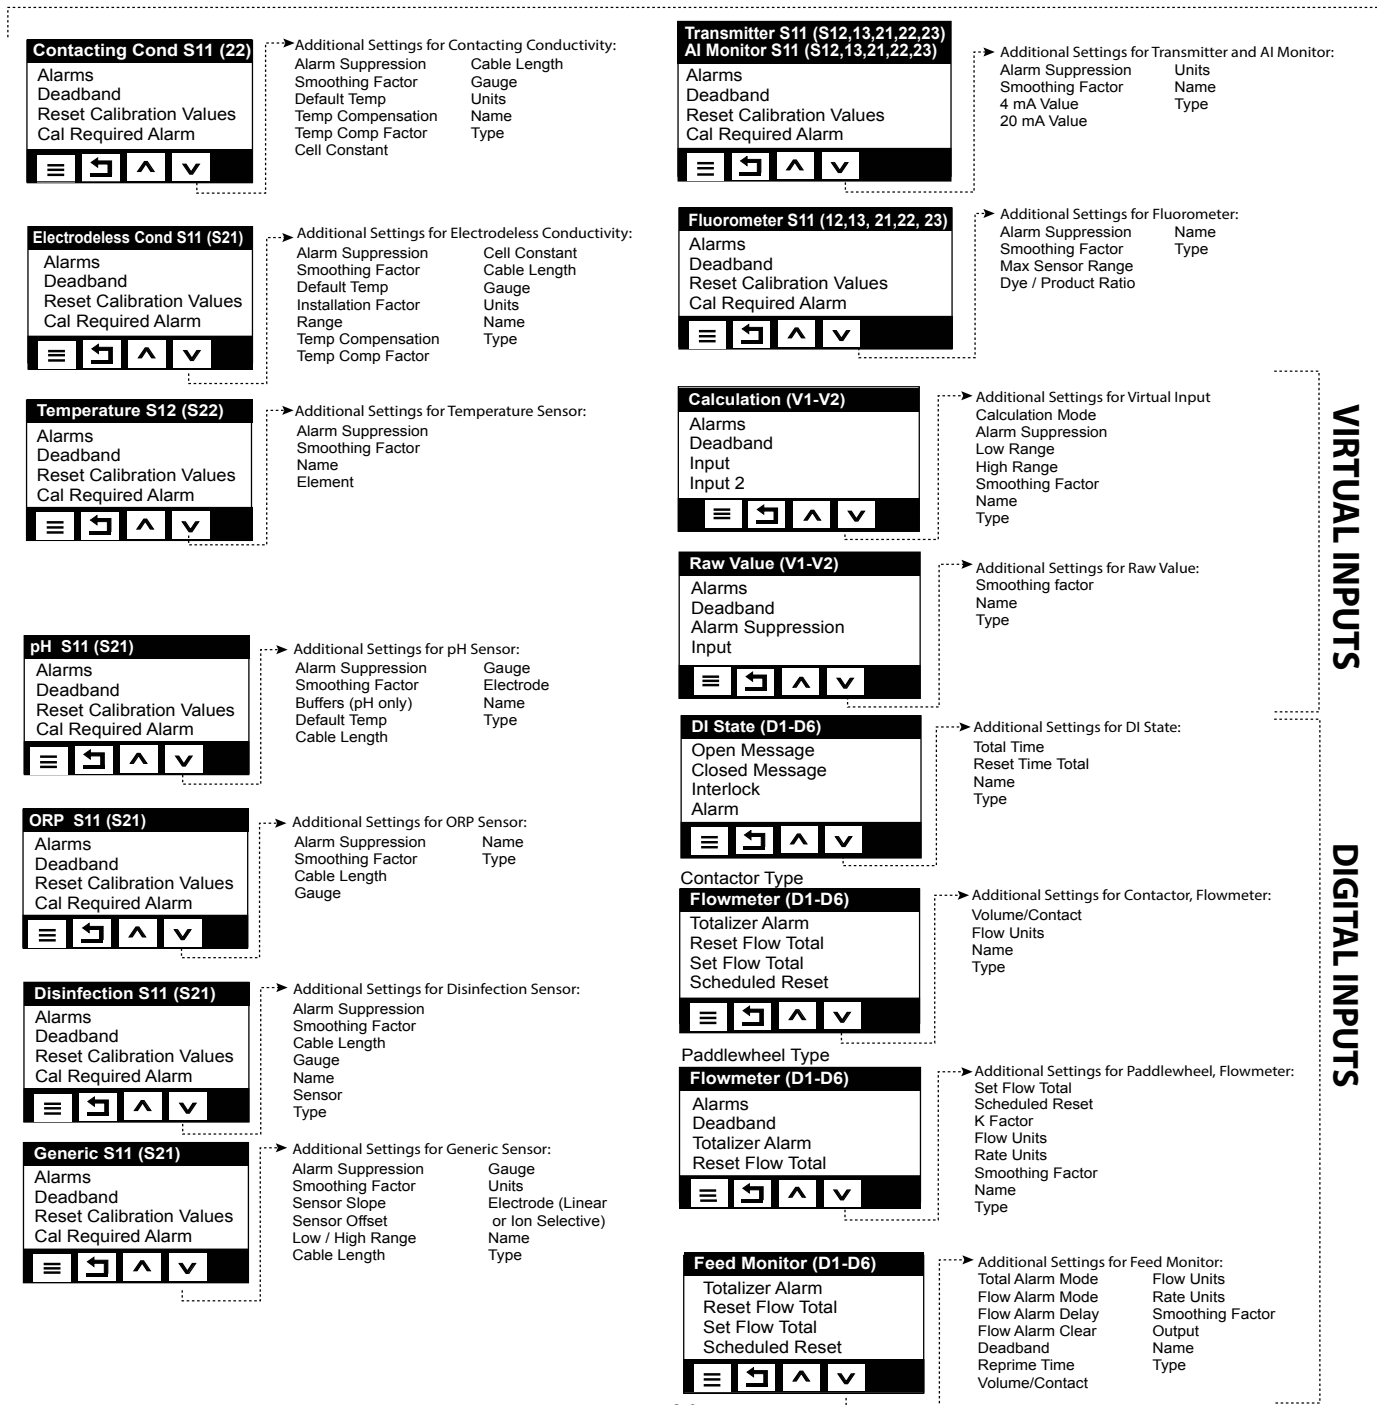 Contacting Cond S11 (22)
Alarms
Deadband
Reset Calibration Values
Cal Required Alarm
Additional Settings for Contacting Conductivity:
Alarm Suppression
Smoothing Factor
Default Temp
Temp Compensation
Temp Comp Factor
Cell Constant
Cable Length
Gauge
Units
Name
Type
Electrodeless Cond S11 (S21)
Alarms
Deadband
Reset Calibration Values
Cal Required Alarm
Additional Settings for Electrodeless Conductivity:
Alarm Suppression
Smoothing Factor
Default Temp
Installation Factor
Range
Temp Compensation
Temp Comp Factor
Cell Constant
Cable Length
Gauge
Units
Name
Type
Temperature S12 (S22)
Alarms
Deadband
Reset Calibration Values
Cal Required Alarm
Additional Settings for Temperature Sensor:
Alarm Suppression
Smoothing Factor
Name
Element
pH S11 (S21)
Alarms
Deadband
Reset Calibration Values
Cal Required Alarm
Additional Settings for pH Sensor:
Alarm Suppression
Smoothing Factor
Buffers (pH only)
Default Temp
Cable Length
Gauge
Electrode
Name
Type
ORP S11 (S21)
Alarms
Deadband
Reset Calibration Values
Cal Required Alarm
Additional Settings for ORP Sensor:
Alarm Suppression
Smoothing Factor
Cable Length
Gauge
Name
Type
Disinfection S11 (S21)
Alarms
Deadband
Reset Calibration Values
Cal Required Alarm
Additional Settings for Disinfection Sensor:
Alarm Suppression
Smoothing Factor
Cable Length
Gauge
Name
Sensor
Type
Generic S11 (S21)
Alarms
Deadband
Reset Calibration Values
Cal Required Alarm
Additional Settings for Generic Sensor:
Alarm Suppression
Smoothing Factor
Sensor Slope
Sensor Offset
Low / High Range
Cable Length
Gauge
Units
Electrode (Linear
or Ion Selective)
Name
Type
Transmitter S11 (S12,13,21,22,23)
AI Monitor S11 (S12,13,21,22,23)
Alarms
Deadband
Reset Calibration Values
Cal Required Alarm
Additional Settings for Transmitter and AI Monitor:
Alarm Suppression
Smoothing Factor
4 mA Value
20 mA Value
Units
Name
Type
Fluorometer S11 (12,13, 21,22, 23)
Alarms
Deadband
Reset Calibration Values
Cal Required Alarm
Additional Settings for Fluorometer:
Alarm Suppression
Smoothing Factor
Max Sensor Range
Dye / Product Ratio
Name
Type
VIRTUAL INPUTS
Calculation (V1-V2)
Alarms
Deadband
Input
Input 2
Additional Settings for Virtual Input
Calculation Mode
Alarm Suppression
Low Range
High Range
Smoothing Factor
Name
Type
Raw Value (V1-V2)
Alarms
Deadband
Alarm Suppression
Input
Additional Settings for Raw Value:
Smoothing factor
Name
Type
DIGITAL INPUTS
DI State (D1-D6)
Open Message
Closed Message
Interlock
Alarm
Additional Settings for DI State:
Total Time
Reset Time Total
Name
Type
Contactor Type
Flowmeter (D1-D6)
Totalizer Alarm
Reset Flow Total
Set Flow Total
Scheduled Reset
Additional Settings for Contactor, Flowmeter:
Volume/Contact
Flow Units
Name
Type
Paddlewheel Type
Flowmeter (D1-D6)
Alarms
Deadband
Totalizer Alarm
Reset Flow Total
Additional Settings for Paddlewheel, Flowmeter:
Set Flow Total
Scheduled Reset
K Factor
Flow Units
Rate Units
Smoothing Factor
Name
Type
Feed Monitor (D1-D6)
Totalizer Alarm
Reset Flow Total
Set Flow Total
Scheduled Reset
Additional Settings for Feed Monitor:
Total Alarm Mode
Flow Alarm Mode
Flow Alarm Delay
Flow Alarm Clear
Deadband
Reprime Time
Volume/Contact
Flow Units
Rate Units
Smoothing Factor
Output
Name
Type